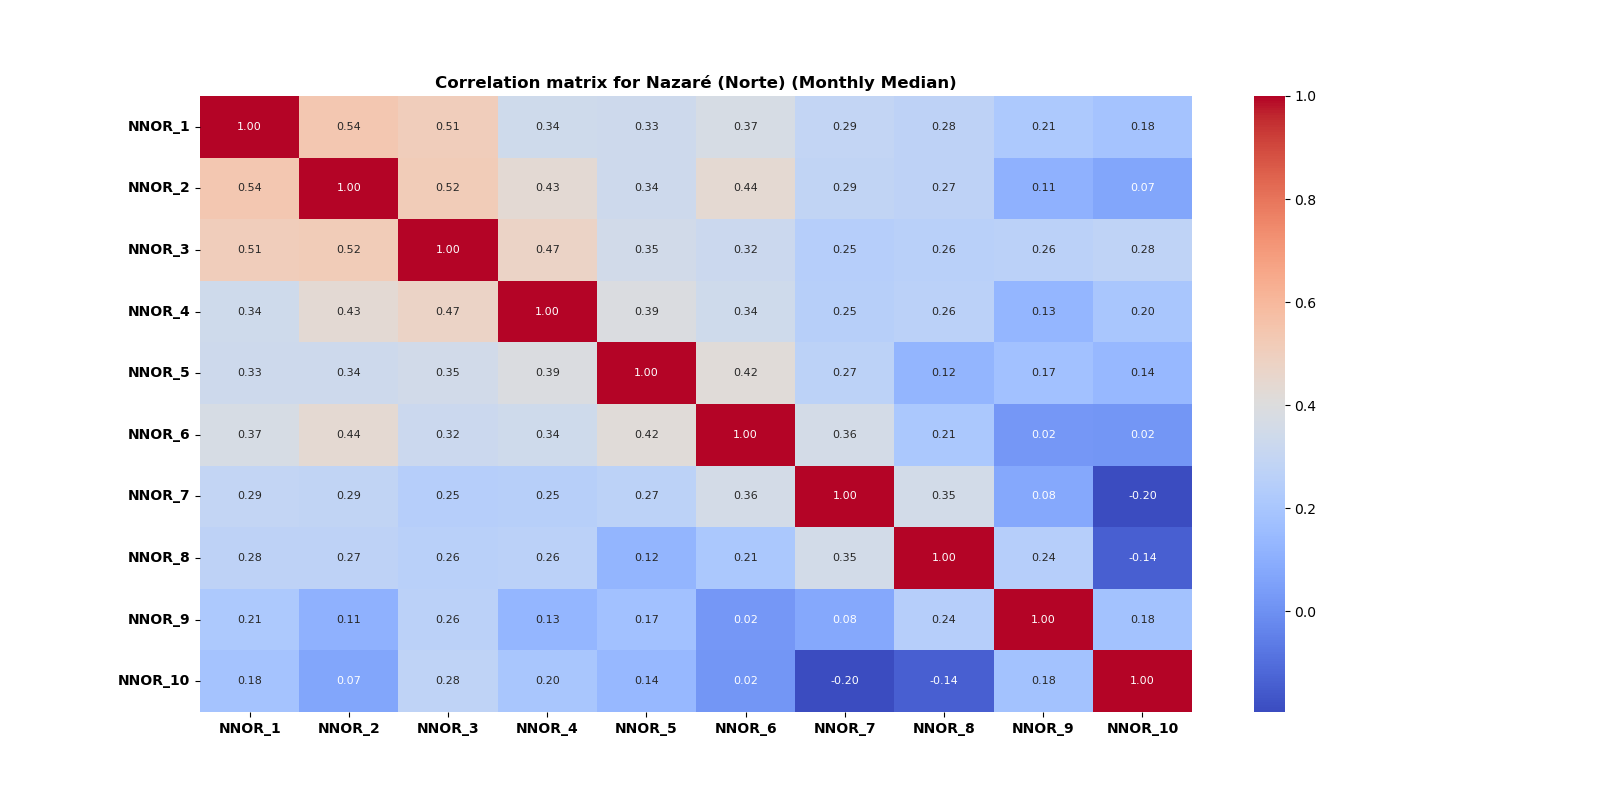 Correlation matrix for Nazaré (Norte) (Monthly Median)
NNOR_1 1.00 0.54 0.51 0.34 0.33 0.37 0.29 0.28 0.21 0.18
NNOR_2 0.54 1.00 0.52 0.43 0.34 0.44 0.29 0.27 0.11 0.07
NNOR_3 0.51 0.52 1.00 0.47 0.35 0.32 0.25 0.26 0.26 0.28
NNOR_4 0.34 0.43 0.47 1.00 0.39 0.34 0.25 0.26 0.13 0.20
NNOR_5 0.33 0.34 0.35 0.39 1.00 0.42 0.27 0.12 0.17 0.14
NNOR_6 0.37 0.44 0.32 0.34 0.42 1.00 0.36 0.21 0.02 0.02
NNOR_7 0.29 0.29 0.25 0.25 0.27 0.36 1.00 0.35 0.08 -0.20
NNOR_8 0.28 0.27 0.26 0.26 0.12 0.21 0.35 1.00 0.24 -0.14
NNOR_9 0.21 0.11 0.26 0.13 0.17 0.02 0.08 0.24 1.00 0.18
NNOR_10 0.18 0.07 0.28 0.20 0.14 0.02 -0.20 -0.14 0.18 1.00
NNOR_1 NNOR_2 NNOR_3 NNOR_4 NNOR_5 NNOR_6 NNOR_7 NNOR_8 NNOR_9 NNOR_10
1.0
0.8
0.6
0.4
0.2
0.0